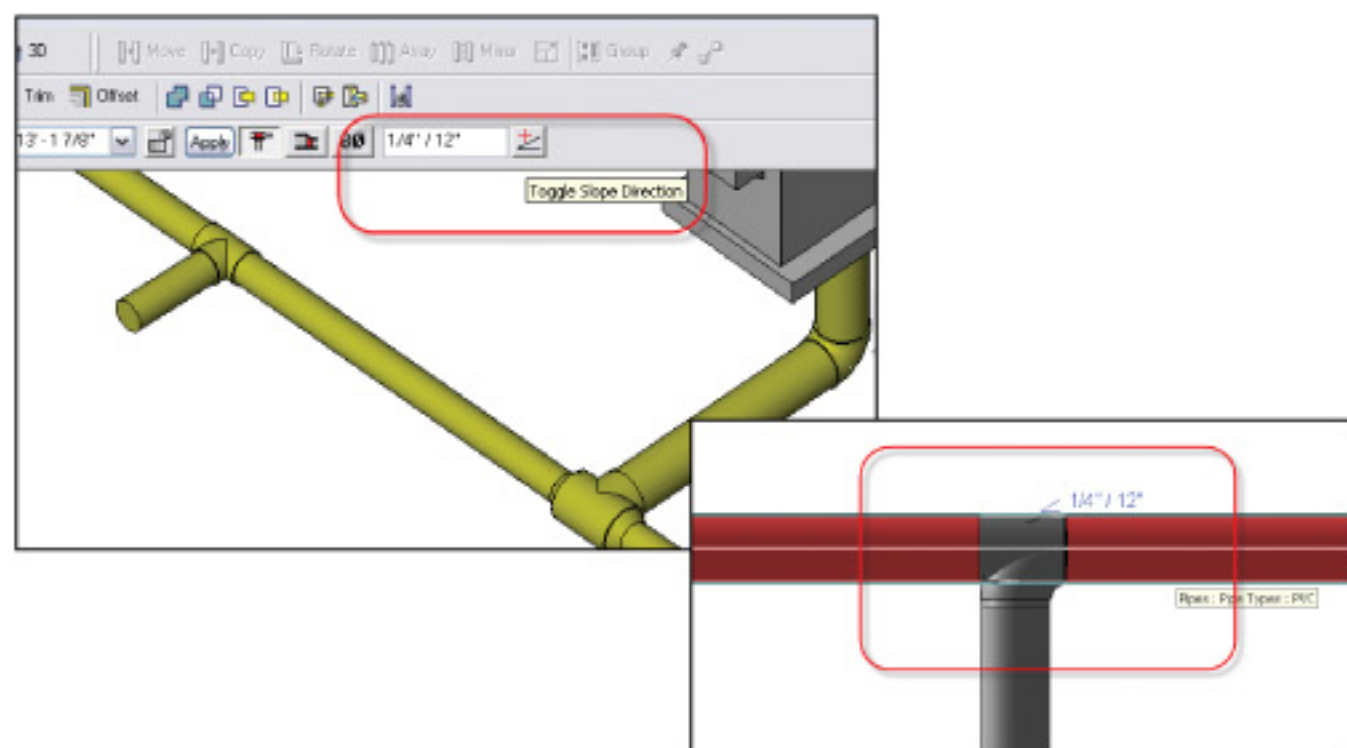 3D Move Copy Rotate Array Mirror Group
Trim Offset
13'-1 7/8" Apply 1/4" / 12"
Toggle Slope Direction
1/4" / 12"
Pipes : Pipe Types : PVC